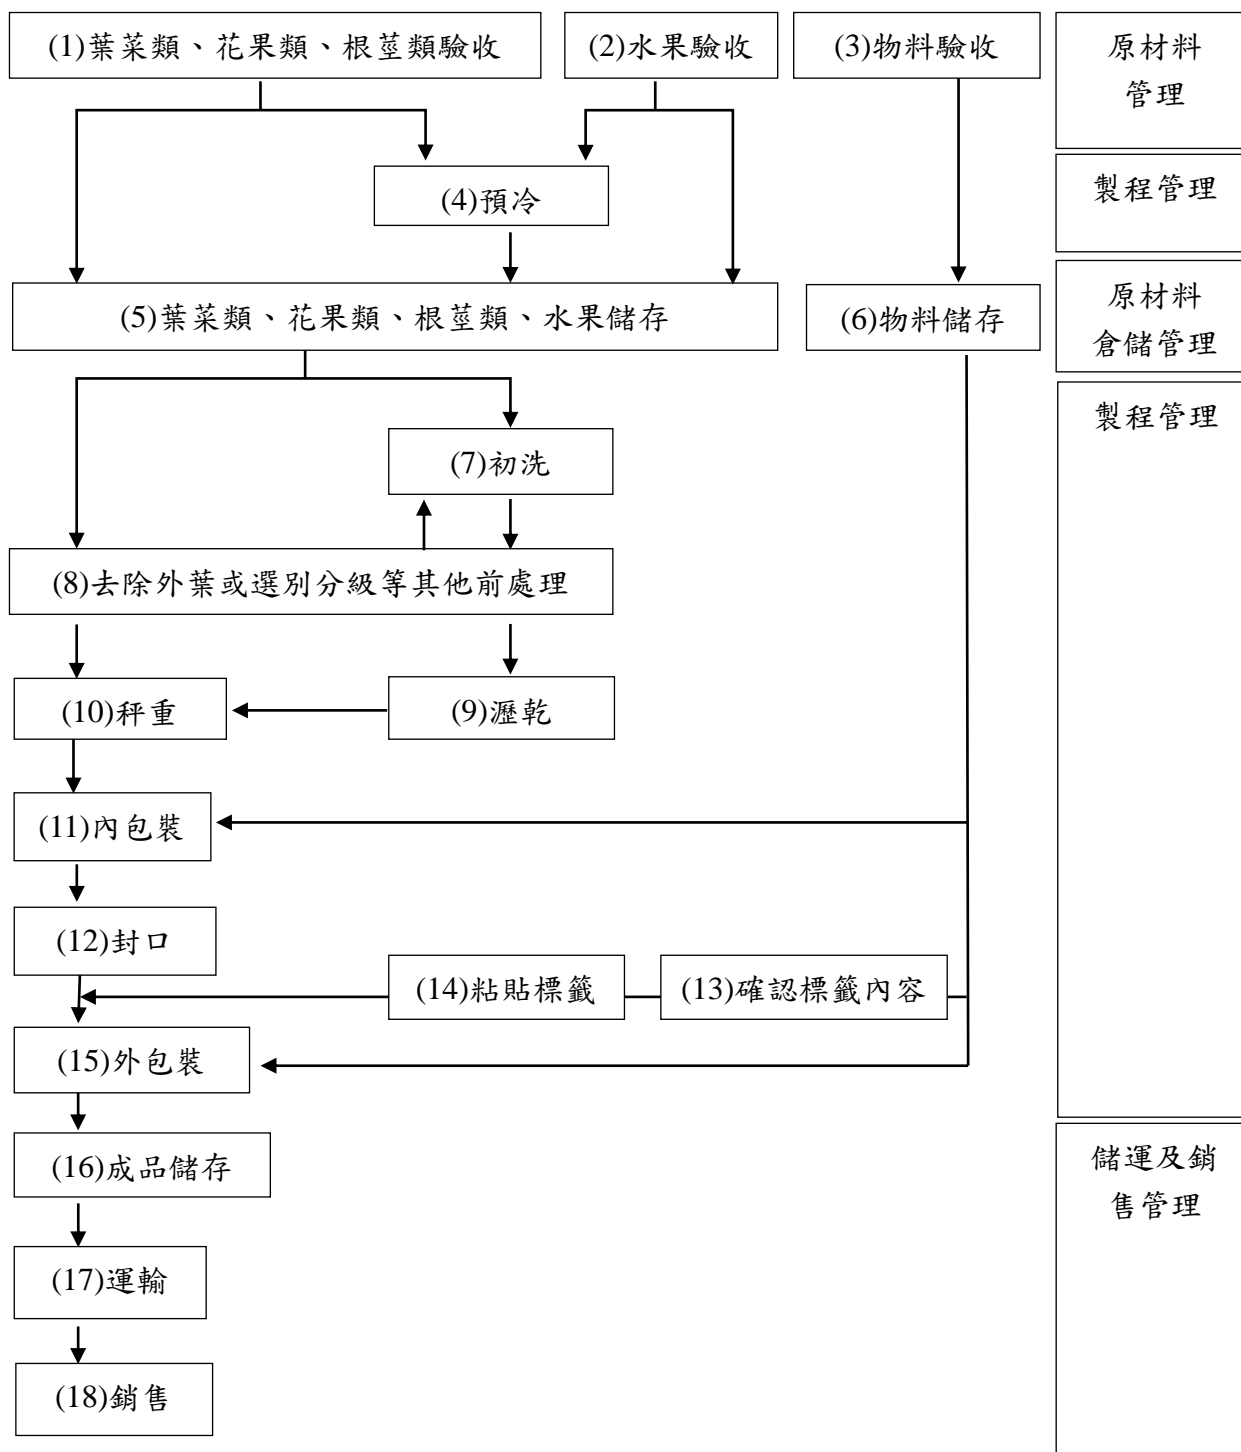 (1)葉菜類、花果類、根莖類驗收
(2)水果驗收
(3)物料驗收
原材料
管理
(4)預冷
製程管理
(5)葉菜類、花果類、根莖類、水果儲存
(6)物料儲存
原材料
倉儲管理
製程管理
(7)初洗
(8)去除外葉或選別分級等其他前處理
(10)秤重
(9)瀝乾
(11)內包裝
(12)封口
(14)粘貼標籤
(13)確認標籤內容
(15)外包裝
(16)成品儲存
儲運及銷
售管理
(17)運輸
(18)銷售